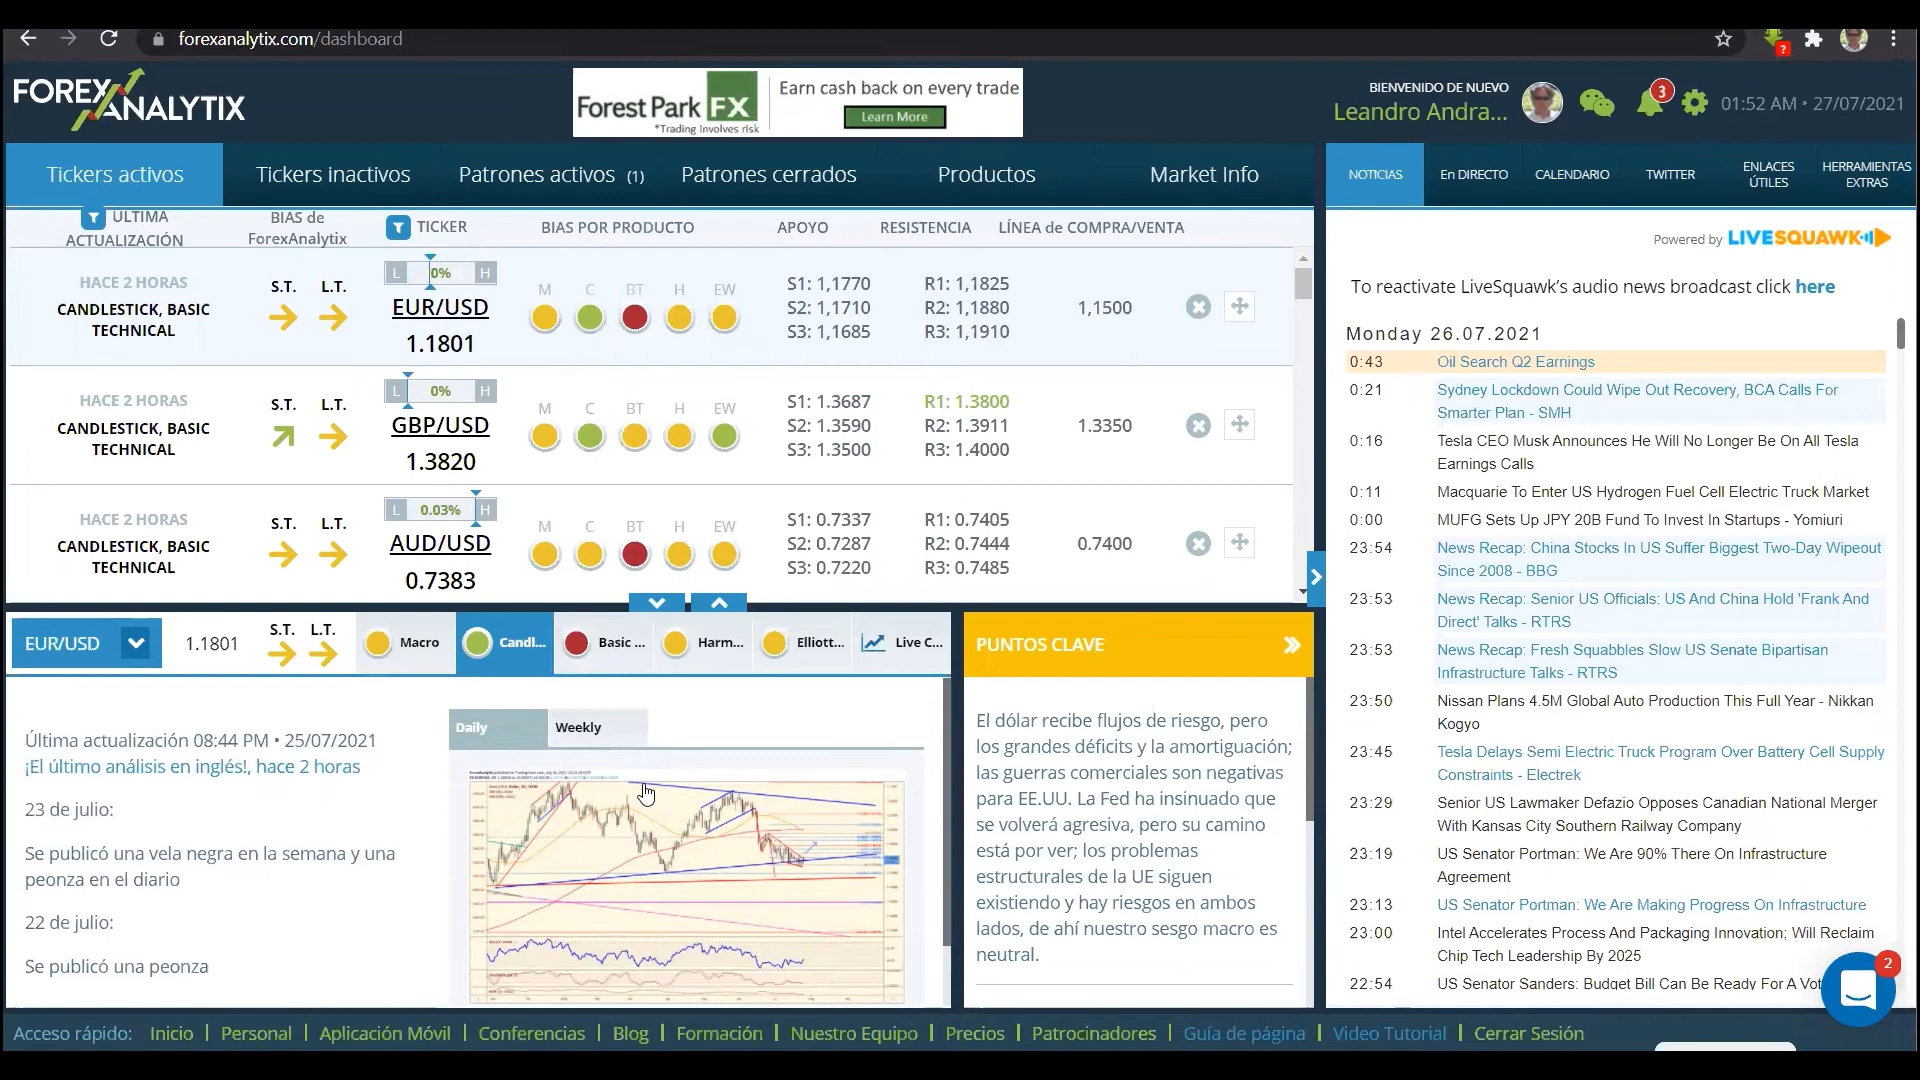 forexanalytix.com/dashboard
?
FOREX ANALYTIX
Forest Park FX
*Trading Involves risk
Earn cash back on every trade
Learn More
BIENVENIDO DE NUEVO
Leandro Andra...
3
01:52 AM • 27/07/2021
Tickers activos
Tickers inactivos
Patrones activos (1)
Patrones cerrados
Productos
Market Info
ULTIMA
ACTUALIZACIÓN
BIAS de
ForexAnalytix
TICKER
BIAS POR PRODUCTO
APOYO
RESISTENCIA
LÍNEA de COMPRA/VENTA
HACE 2 HORAS
CANDLESTICK, BASIC
TECHNICAL
S.T. L.T.
L 0% H
EUR/USD
1.1801
M C BT H EW
S1: 1,1770
S2: 1,1710
S3: 1,1685
R1: 1,1825
R2: 1,1880
R3: 1,1910
1,1500
HACE 2 HORAS
CANDLESTICK, BASIC
TECHNICAL
S.T. L.T.
L 0% H
GBP/USD
1.3820
M C BT H EW
S1: 1.3687
S2: 1.3590
S3: 1.3500
R1: 1.3800
R2: 1.3911
R3: 1.4000
1.3350
HACE 2 HORAS
CANDLESTICK, BASIC
TECHNICAL
S.T. L.T.
L 0.03% H
AUD/USD
0.7383
M C BT H EW
S1: 0.7337
S2: 0.7287
S3: 0.7220
R1: 0.7405
R2: 0.7444
R3: 0.7485
0.7400
EUR/USD
1.1801
S.T. L.T.
Macro
Candl...
Basic ...
Harm...
Elliott...
Live C...
Última actualización 08:44 PM • 25/07/2021
¡El último análisis en inglés!, hace 2 horas
23 de julio:
Se publicó una vela negra en la semana y una
peonza en el diario
22 de julio:
Se publicó una peonza
Daily
Weekly
PUNTOS CLAVE
El dólar recibe flujos de riesgo, pero
los grandes déficits y la amortiguación;
las guerras comerciales son negativas
para EE.UU. La Fed ha insinuado que
se volverá agresiva, pero su camino
está por ver; los problemas
estructurales de la UE siguen
existiendo y hay riesgos en ambos
lados, de ahí nuestro sesgo macro es
neutral.
NOTICIAS
En DIRECTO
CALENDARIO
TWITTER
ENLACES
ÚTILES
HERRAMIENTAS
EXTRAS
Powered by LIVESQUAWK
To reactivate LiveSquawk's audio news broadcast click here
Monday 26.07.2021
0:43 Oil Search Q2 Earnings
0:21 Sydney Lockdown Could Wipe Out Recovery, BCA Calls For
Smarter Plan - SMH
0:16 Tesla CEO Musk Announces He Will No Longer Be On All Tesla
Earnings Calls
0:11 Macquarie To Enter US Hydrogen Fuel Cell Electric Truck Market
0:00 MUFG Sets Up JPY 20B Fund To Invest In Startups - Yomiuri
23:54 News Recap: China Stocks In US Suffer Biggest Two-Day Wipeout
Since 2008 - BBG
23:53 News Recap: Senior US Officials: US And China Hold 'Frank And
Direct' Talks - RTRS
23:53 News Recap: Fresh Squabbles Slow US Senate Bipartisan
Infrastructure Talks - RTRS
23:50 Nissan Plans 4.5M Global Auto Production This Full Year - Nikkan
Kogyo
23:45 Tesla Delays Semi Electric Truck Program Over Battery Cell Supply
Constraints - Electrek
23:29 Senior US Lawmaker Defazio Opposes Canadian National Merger
With Kansas City Southern Railway Company
23:19 US Senator Portman: We Are 90% There On Infrastructure
Agreement
23:13 US Senator Portman: We Are Making Progress On Infrastructure
23:00 Intel Accelerates Process And Packaging Innovation; Will Reclaim
Chip Tech Leadership By 2025
22:54 US Senator Sanders: Budget Bill Can Be Ready For A Vot
2
Acceso rápido: Inicio | Personal | Aplicación Móvil | Conferencias | Blog | Formación | Nuestro Equipo | Precios | Patrocinadores | Guía de página | Video Tutorial | Cerrar Sesión